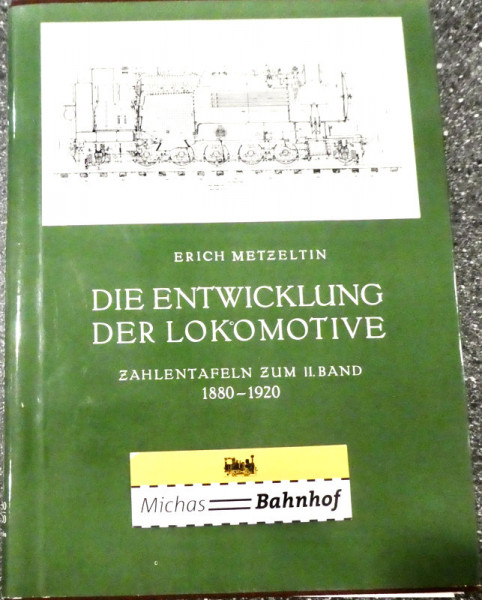 ERICH METZELTIN
DIE ENTWICKLUNG
DER LOKOMOTIVE
ZAHLENTAFELN ZUM II. BAND
1880–1920
Michas Bahnhof